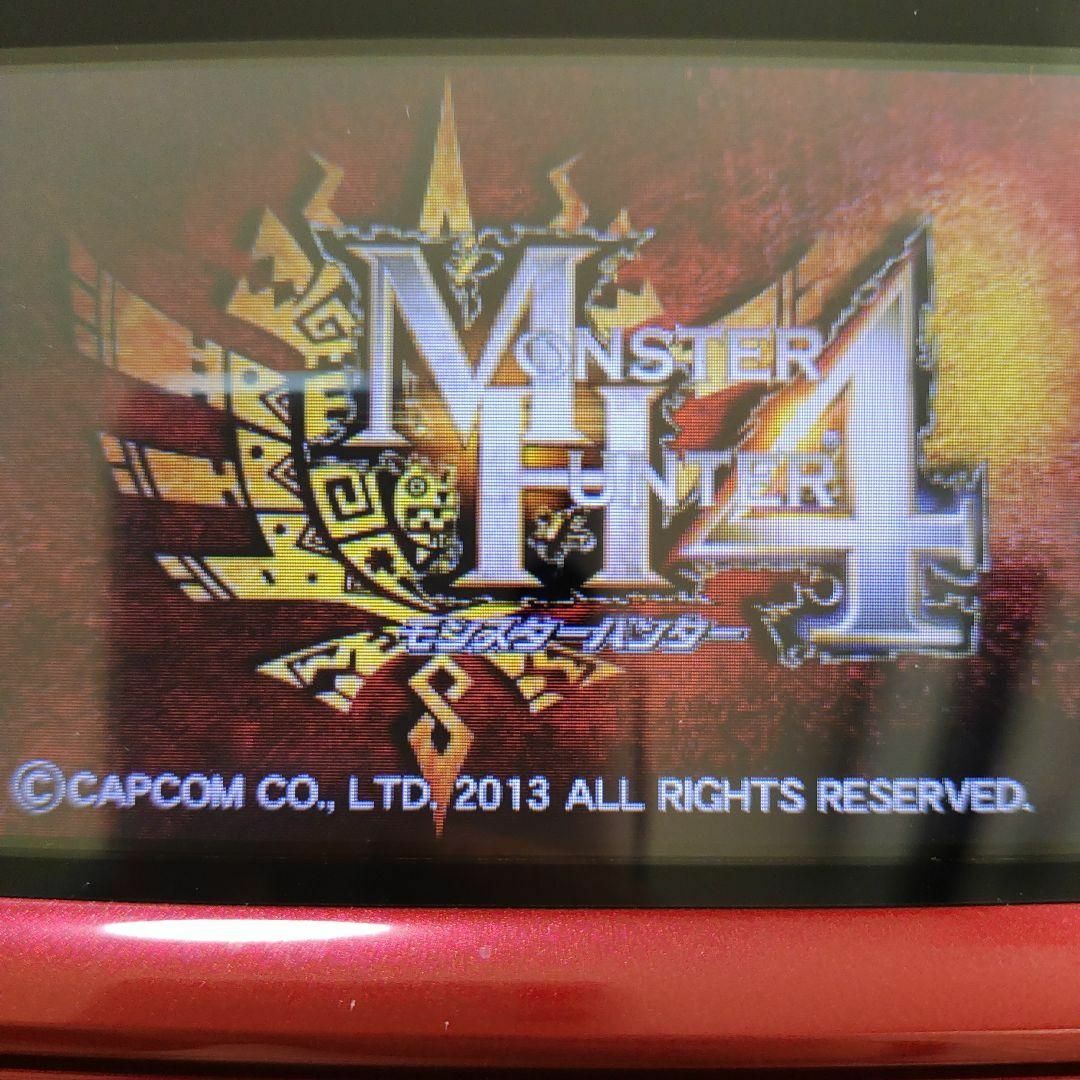 MONSTER
HUNTER 4
モンスターハンター
©CAPCOM CO., LTD. 2013 ALL RIGHTS RESERVED.